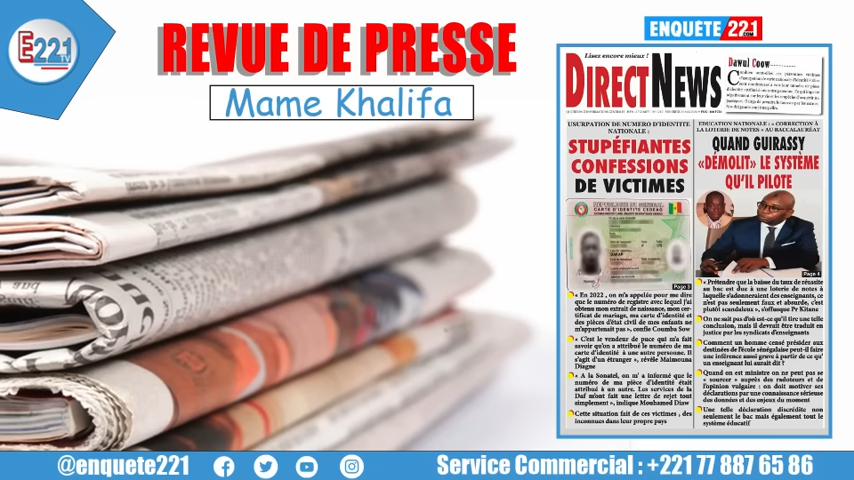 E221
TV
REVUE DE PRESSE
Mame Khalifa
ENQUÊTE 221
.COM
Lisez encore mieux !
DIRECT NEWS
Dawul Coow
USURPATION DE NUMERO D'IDENTITE
NATIONALE :
STUPÉFIANTES
CONFESSIONS
DE VICTIMES
CARTE D'IDENTITE CEDEAO
Page 3
« En 2022 , on m'a appelée pour me dire
que le numéro de registre avec lequel j'ai
obtenu mon extrait de naissance, mon cer-
tificat de mariage, ma carte d'identité et
des pièces d'état civil de mes enfants ne
m'appartenait pas », confie Coumba Sow
« C'est le vendeur de puce qui m'a fait
savoir qu'on a attribué le numéro de ma
carte d'identité à une autre personne. Il
s'agit d'un étranger », révèle Maimouna
Diagne
« A la Sonatel, on m' a informé que le
numéro de ma pièce d'identité était
attribué à un autre. Les services de la
Daf m'ont fait une lettre de rejet tout
simplement », indique Mouhamed Diaw
Cette situation fait de ces victimes , des
inconnues dans leur propre pays
EDUCATION NATIONALE : « CORRECTION À
LA LOTERIE DE NOTES » AU BACCALAURÉAT
QUAND GUIRASSY
«DÉMOLIT» LE SYSTÈME
QU'IL PILOTE
Page 4
« Prétendre que la baisse du taux de réussite
au bac est due à une loterie de notes à
laquelle s'adonneraient des enseignants, ce
n'est pas seulement faux et absurde, c'est
plutôt scandaleux », s'offusque Pr Kitane
On ne sait pas d'où est-ce qu'il tire une telle
conclusion, mais il devrait être traduit en
justice par les syndicats d'enseignants
Comment un homme censé présider aux
destinées de l'école sénégalaise peut-il faire
une inférence aussi grave à partir de ce qu'
un enseignant lui aurait dit ?
Quand on est ministre on ne peut pas se
« sourcer » auprès des radoteurs et de
l'opinion vulgaire : on doit motiver ses
déclarations par une connaissance sérieuse
des données et des enjeux du moment
Une telle déclaration discrédite non
seulement le bac mais également tout le
système éducatif
@enquete221
Service Commercial : +221 77 887 65 86